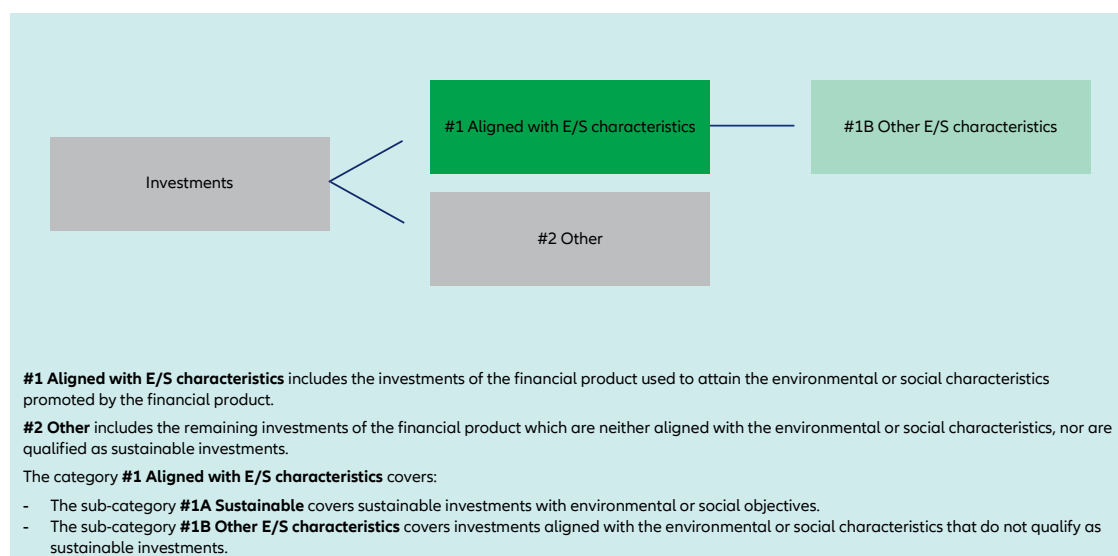 #1 Aligned with E/S characteristics
#1B Other E/S characteristics
Investments
#2 Other
#1 Aligned with E/S characteristics includes the investments of the financial product used to attain the environmental or social characteristics
promoted by the financial product.
#2 Other includes the remaining investments of the financial product which are neither aligned with the environmental or social characteristics, nor are
qualified as sustainable investments.
The category #1 Aligned with E/S characteristics covers:
- The sub-category #1A Sustainable covers sustainable investments with environmental or social objectives.
- The sub-category #1B Other E/S characteristics covers investments aligned with the environmental or social characteristics that do not qualify as
sustainable investments.